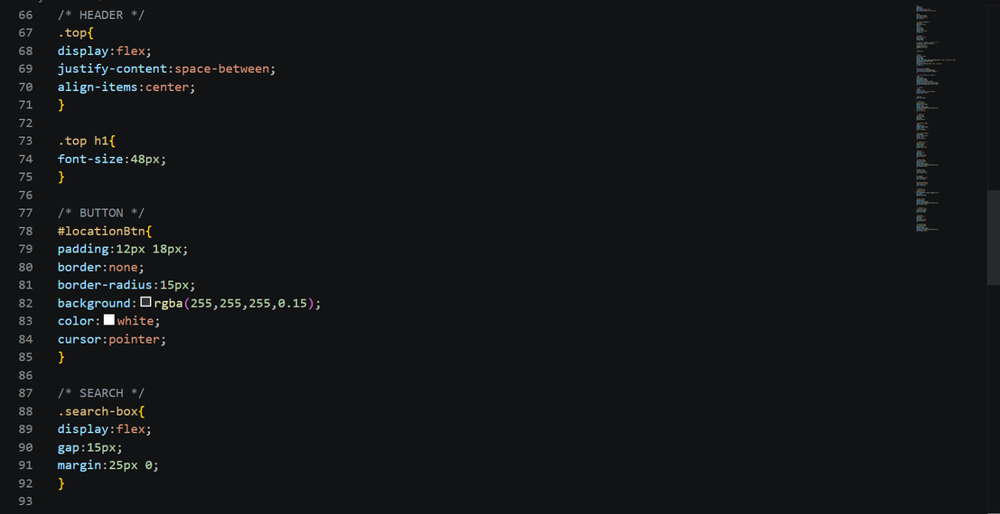 66 /* HEADER */
67 .top{
68 display:flex;
69 justify-content:space-between;
70 align-items:center;
71 }
72
73 .top h1{
74 font-size:48px;
75 }
76
77 /* BUTTON */
78 #locationBtn{
79 padding:12px 18px;
80 border:none;
81 border-radius:15px;
82 background:rgba(255,255,255,0.15);
83 color:white;
84 cursor:pointer;
85 }
86
87 /* SEARCH */
88 .search-box{
89 display:flex;
90 gap:15px;
91 margin:25px 0;
92 }
93